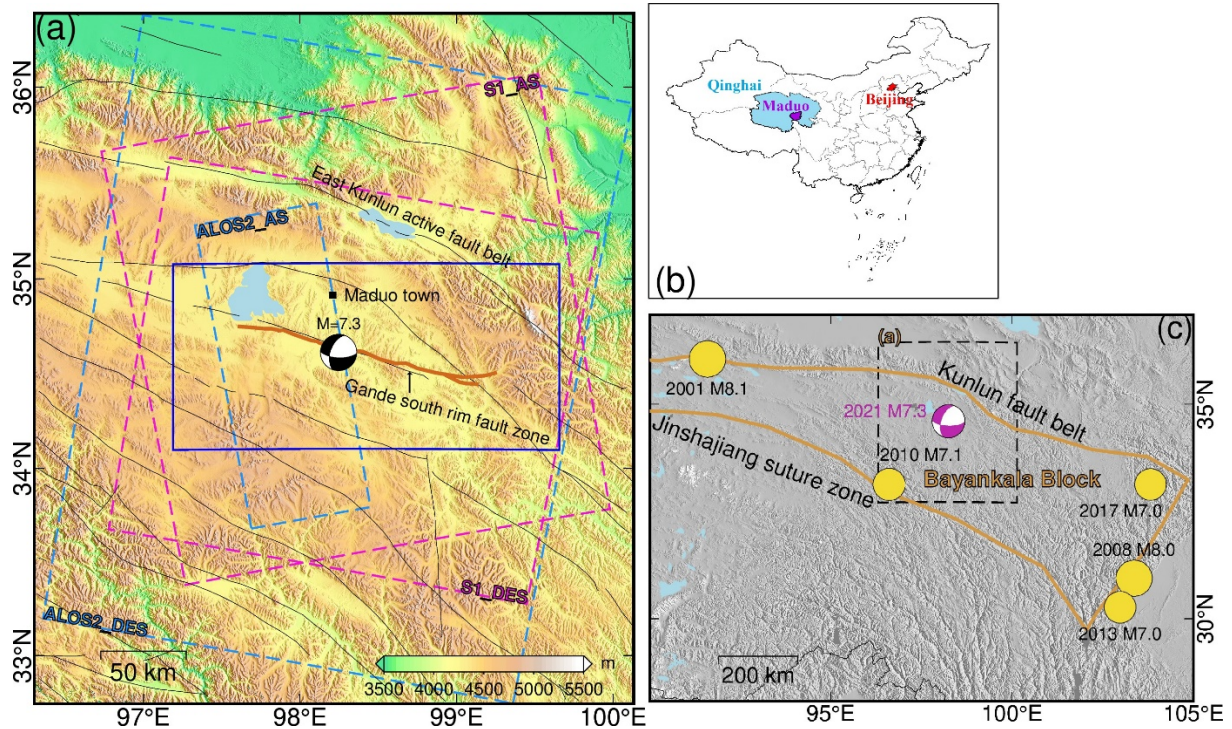 (a)
36°N
35°N
34°N
33°N
97°E
98°E
99°E
100°E
S1_AS
East Kunlun active fault belt
ALOS2_AS
Maduo town
M=7.3
Gande south rim fault zone
S1_DES
ALOS2_DES
50 km
m
3500 4000 4500 5000 5500
(b)
Qinghai
Maduo
Beijing
(c)
(a)
2001 M8.1
Kunlun fault belt
2021 M7.3
2010 M7.1
Jinshajiang suture zone
Bayankala Block
2017 M7.0
2008 M8.0
2013 M7.0
200 km
35°N
30°N
95°E
100°E
105°E